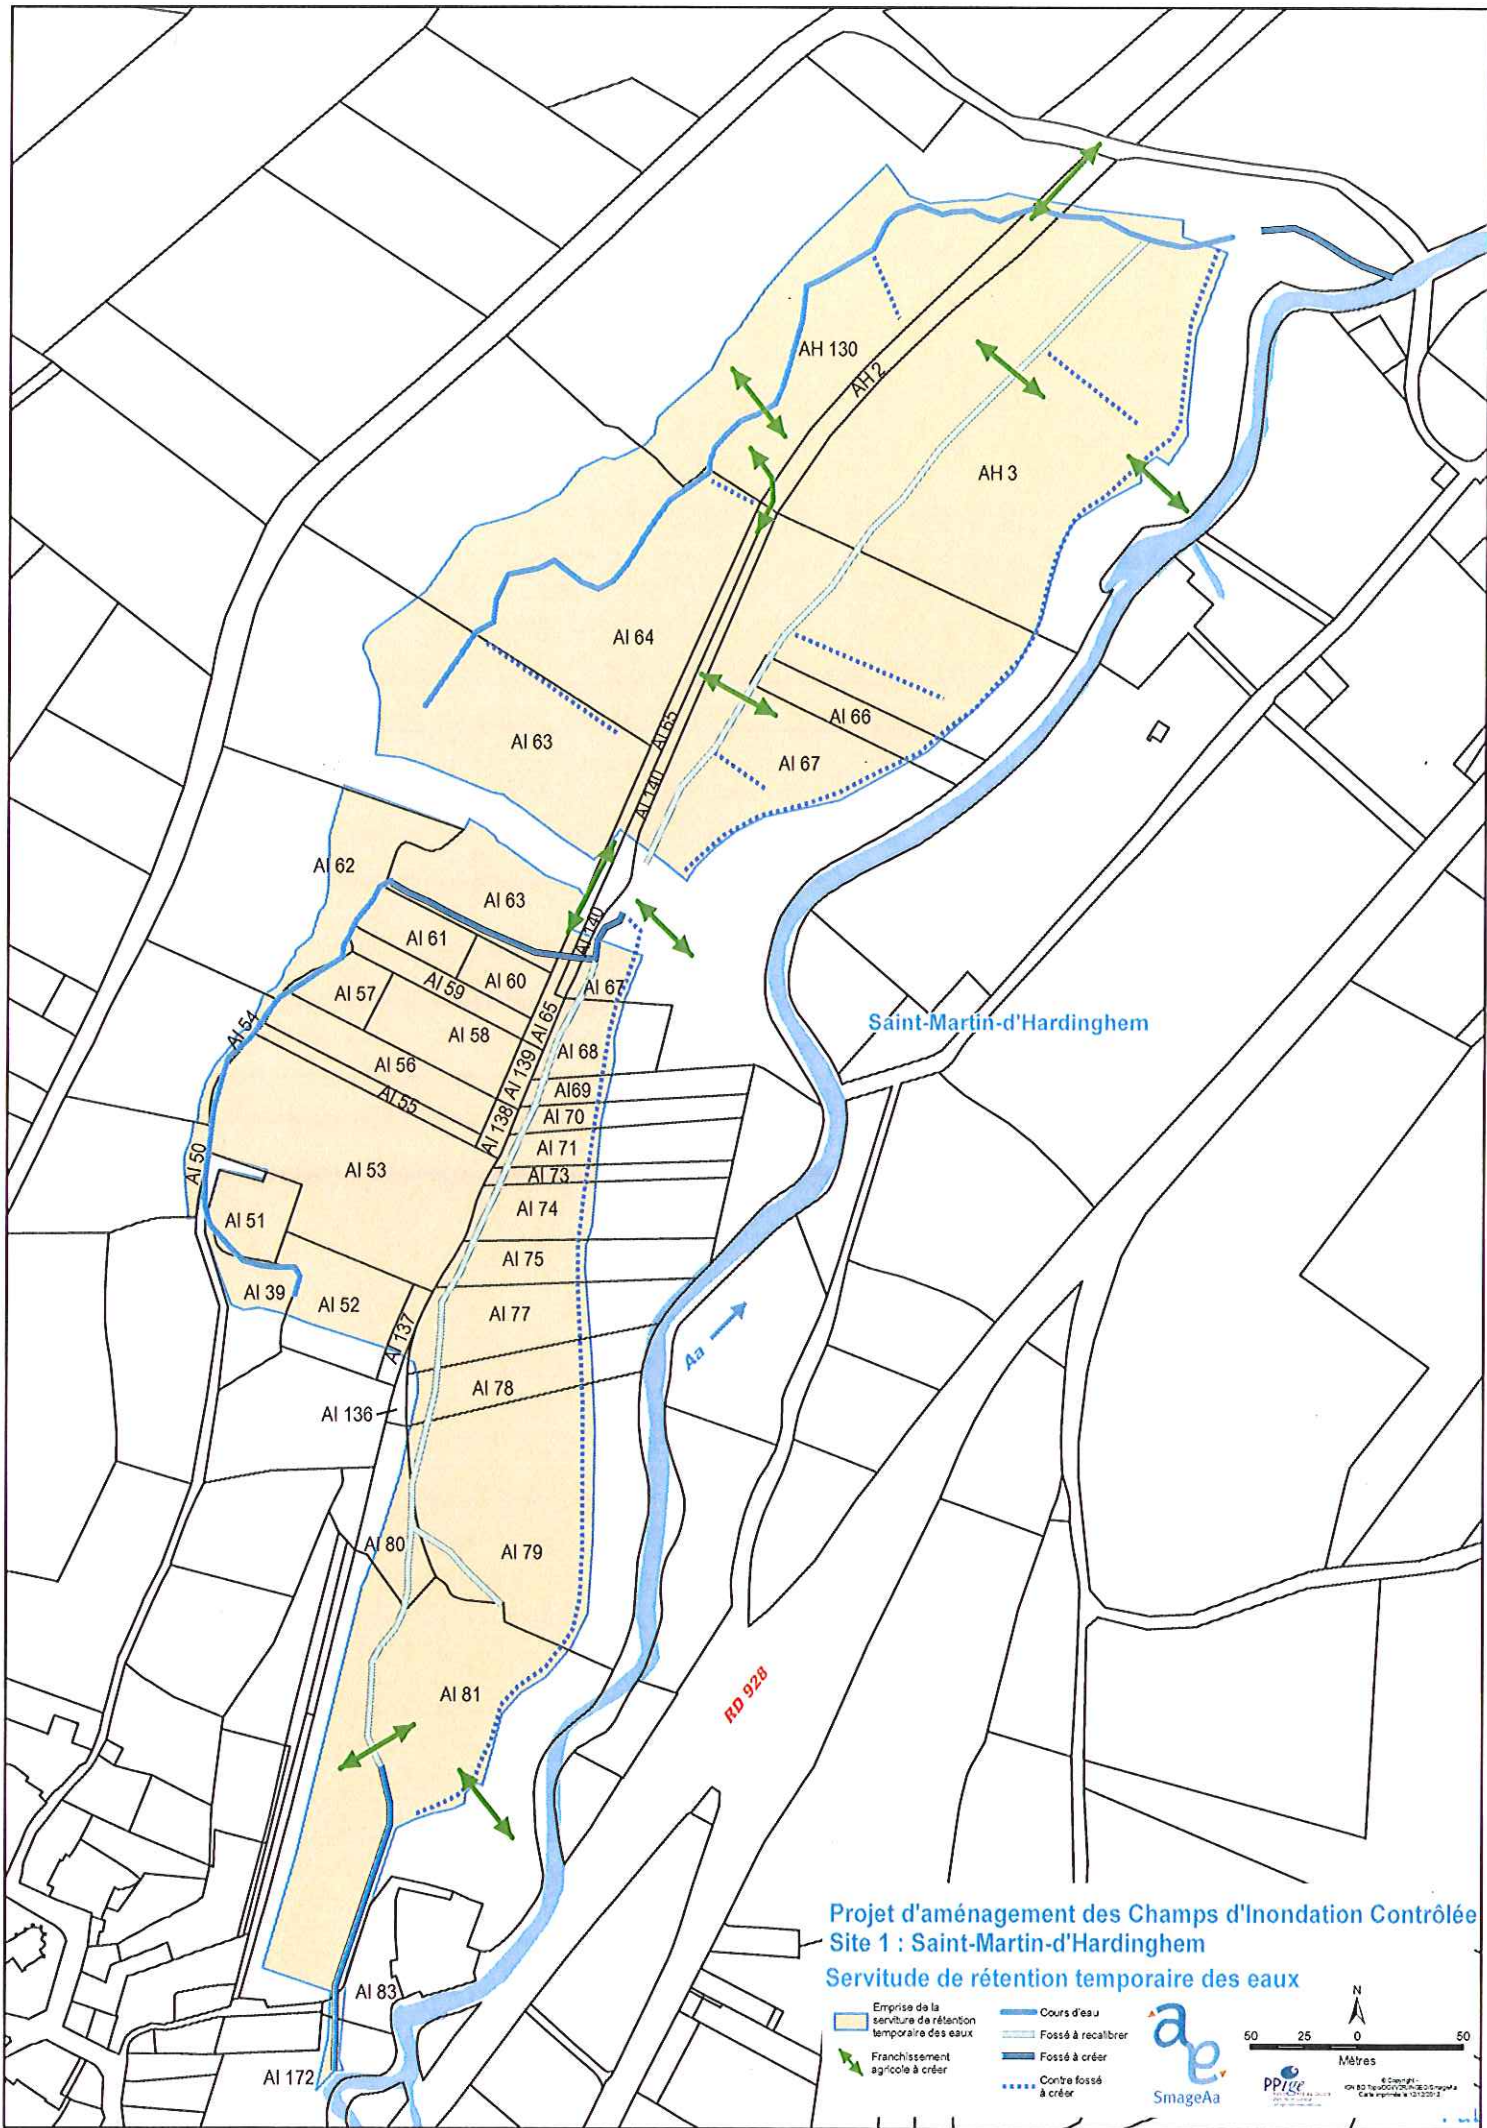 AH 130
AH 2
AH 3
AI 64
AI 66
AI 65
AI 63
AI 67
AI 140
AI 62
AI 63
AI 140
AI 61
AI 60
AI 59
AI 67
AI 57
AI 58
AI 65
AI 54
Saint-Martin-d'Hardinghem
AI 68
AI 56
AI 139
AI69
AI 55
AI 70
AI 138
AI 71
AI 50
AI 53
AI 73
AI 74
AI 51
AI 75
AI 39
AI 52
AI 77
AI 137
Aa
AI 78
AI 136
AI 80
AI 79
AI 81
RD 928
AI 83
AI 172
Projet d'aménagement des Champs d'Inondation Contrôlée
Site 1 : Saint-Martin-d'Hardinghem
Servitude de rétention temporaire des eaux
Emprise de la
serviture de rétention
temporaire des eaux
Franchissement
agricole à créer
Cours d'eau
Fossé à recalibrer
Fossé à créer
Contre fossé
à créer
ae
SmageAa
N
50 25 0 50
Mètres
PPige
© Copyright -